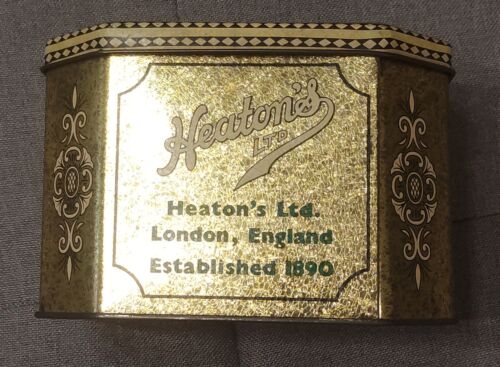 Heaton's
LTD
Heaton's Ltd.
London, England
Established 1890